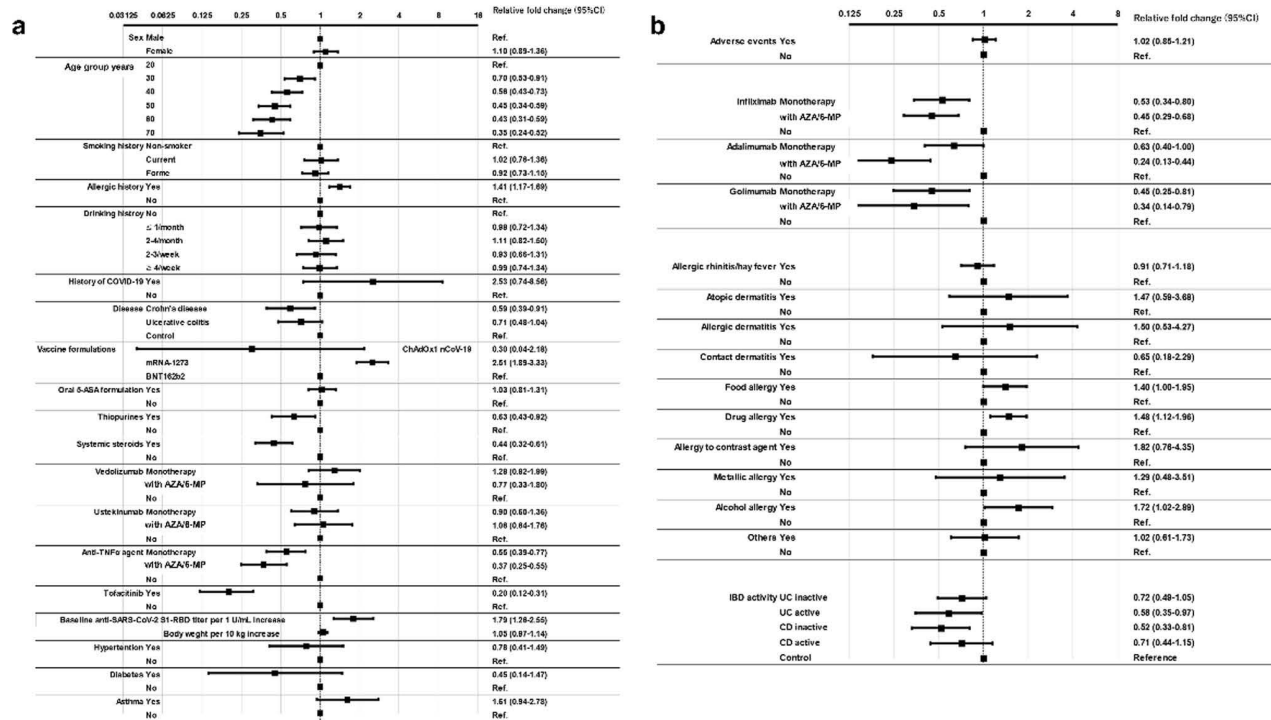 a
0.03125 0.0625 0.125 0.25 0.5 1 2 4 8 16 Relative fold change (95%CI)
Sex Male Ref.
Female 1.10 (0.89-1.36)
Age group years 20 Ref.
30 0.70 (0.53-0.91)
40 0.56 (0.43-0.73)
50 0.45 (0.34-0.59)
60 0.43 (0.31-0.59)
70 0.35 (0.24-0.52)
Smoking history Non-smoker Ref.
Current 1.02 (0.76-1.36)
Forme 0.92 (0.73-1.15)
Allergic history Yes 1.41 (1.17-1.69)
No Ref.
Drinking histroy No Ref.
≤ 1/month 0.98 (0.72-1.34)
2-4/month 1.11 (0.82-1.50)
2-3/week 0.93 (0.66-1.31)
≥ 4/week 0.99 (0.74-1.34)
History of COVID-19 Yes 2.53 (0.74-8.56)
No Ref.
Disease Crohn's disease 0.59 (0.39-0.91)
Ulcerative colitis 0.71 (0.48-1.04)
Control Ref.
Vaccine formulations ChAdOx1 nCoV-19 0.30 (0.04-2.18)
mRNA-1273 2.51 (1.89-3.33)
BNT162b2 Ref.
Oral 5-ASA formulation Yes 1.03 (0.81-1.31)
No Ref.
Thiopurines Yes 0.63 (0.43-0.92)
No Ref.
Systemic steroids Yes 0.44 (0.32-0.61)
No Ref.
Vedolizumab Monotherapy 1.28 (0.82-1.99)
with AZA/6-MP 0.77 (0.33-1.80)
No Ref.
Ustekinumab Monotherapy 0.90 (0.60-1.36)
with AZA/6-MP 1.06 (0.64-1.76)
No Ref.
Anti-TNFα agent Monotherapy 0.55 (0.39-0.77)
with AZA/6-MP 0.37 (0.25-0.55)
No Ref.
Tofacitinib Yes 0.20 (0.12-0.31)
No Ref.
Baseline anti-SARS-CoV-2 S1-RBD titer per 1 U/mL increase 1.79 (1.26-2.55)
Body weght per 10 kg increase 1.05 (0.97-1.14)
Hypertention Yes 0.78 (0.41-1.49)
No Ref.
Diabetes Yes 0.45 (0.14-1.47)
No Ref.
Asthma Yes 1.61 (0.94-2.78)
No Ref.
b
0.125 0.25 0.5 1 2 4 8 Relative fold change (95%CI)
Adverse events Yes 1.02 (0.85-1.21)
No Ref.
Infliximab Monotherapy 0.53 (0.34-0.80)
with AZA/6-MP 0.45 (0.29-0.68)
No Ref.
Adalimumab Monotherapy 0.63 (0.40-1.00)
with AZA/6-MP 0.24 (0.13-0.44)
No Ref.
Golimumab Monotherapy 0.45 (0.25-0.81)
with AZA/6-MP 0.34 (0.14-0.79)
No Ref.
Allergic rhinitis/hay fever Yes 0.91 (0.71-1.18)
No Ref.
Atopic dermatitis Yes 1.47 (0.59-3.68)
No Ref.
Allergic dermatitis Yes 1.50 (0.53-4.27)
No Ref.
Contact dermatitis Yes 0.65 (0.18-2.29)
No Ref.
Food allergy Yes 1.40 (1.00-1.95)
No Ref.
Drug allergy Yes 1.48 (1.12-1.96)
No Ref.
Allergy to contrast agent Yes 1.82 (0.76-4.35)
No Ref.
Metallic allergy Yes 1.29 (0.48-3.51)
No Ref.
Alcohol allergy Yes 1.72 (1.02-2.89)
No Ref.
Others Yes 1.02 (0.61-1.73)
No Ref.
IBD activity UC inactive 0.72 (0.49-1.05)
UC active 0.58 (0.35-0.97)
CD inactive 0.52 (0.33-0.81)
CD active 0.71 (0.44-1.15)
Control Reference